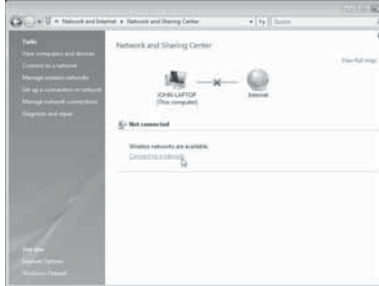 Network and Internet ▸ Network and Sharing Center
Search
Tasks
View computers and devices
Connect to a network
Manage wireless networks
Set up a connection or network
Manage network connections
Diagnose and repair
Network and Sharing Center
View full map
JOHN-LAPTOP
(This computer)
Internet
Not connected
Wireless networks are available.
Connect to a network
See also
Internet Options
Windows Firewall